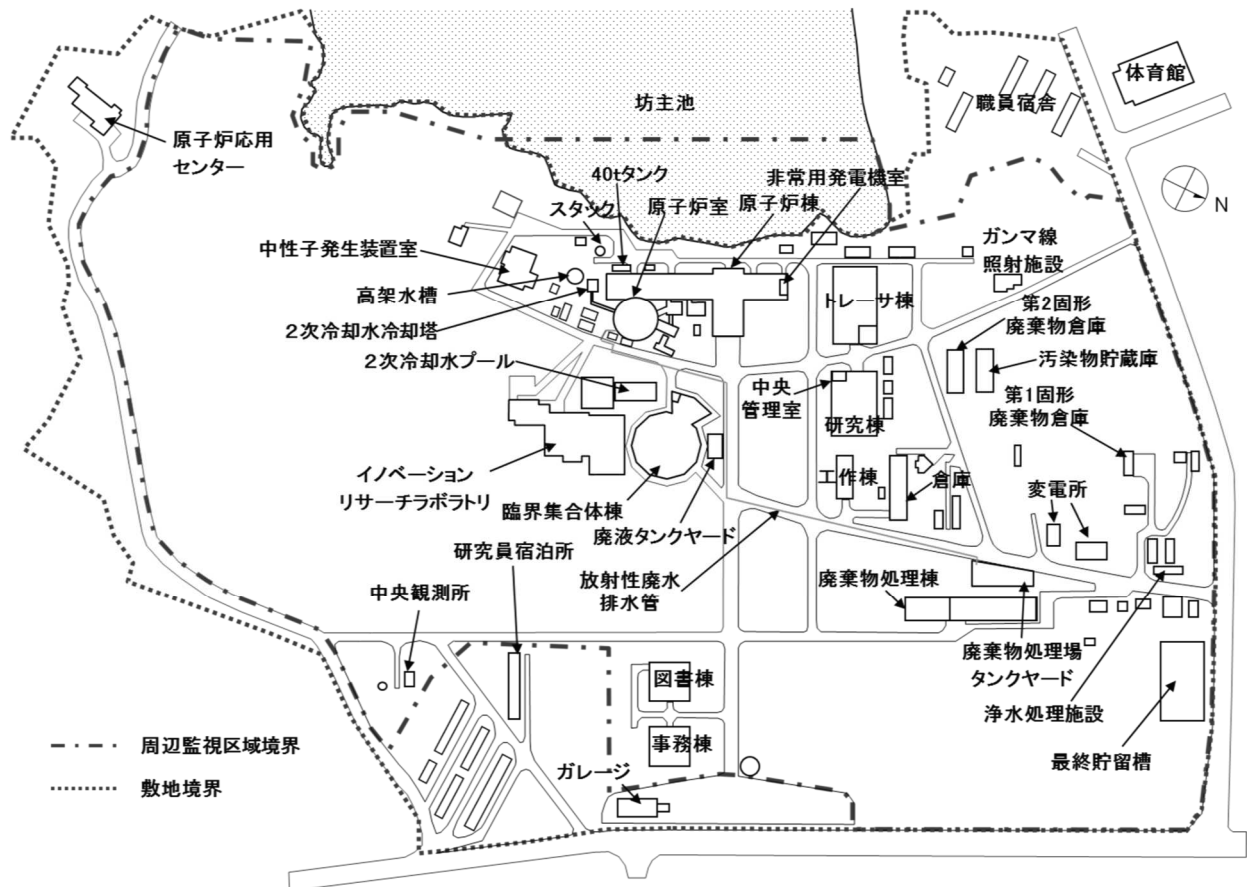 坊主池
体育館
職員宿舎
原子炉応用
センター
40tタンク
非常用発電機室
スタック
原子炉室
原子炉棟
N
中性子発生装置室
ガンマ線
照射施設
高架水槽
トレーサ棟
第2固形
廃棄物倉庫
2次冷却水冷却塔
汚染物貯蔵庫
2次冷却水プール
中央
管理室
第1固形
廃棄物倉庫
研究棟
イノベーション
リサーチラボラトリ
工作棟
倉庫
変電所
臨界集合体棟
廃液タンクヤード
研究員宿泊所
放射性廃水
排水管
廃棄物処理棟
中央観測所
廃棄物処理場
タンクヤード
図書棟
浄水処理施設
事務棟
最終貯留槽
ガレージ
周辺監視区域境界
敷地境界